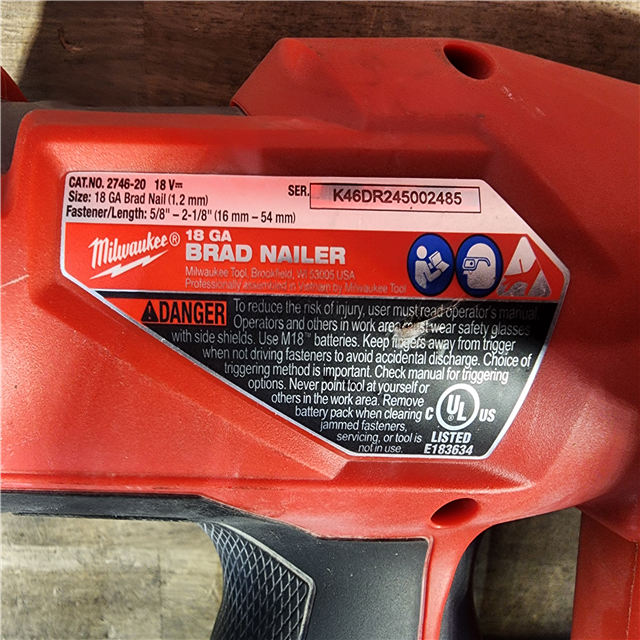 CAT.NO. 2746-20 18 V⎓
Size: 18 GA Brad Nail (1,2 mm)
Fastener/Length: 5/8" – 2-1/8" (16 mm – 54 mm)
SER. K46DR245002485
Milwaukee®
18 GA
BRAD NAILER
Milwaukee Tool, Brookfield, WI 53005 USA
Professionally assembled in Vietnam by Milwaukee Tool
DANGER
To reduce the risk of injury, user must read operator's manual.
Operators and others in work area must wear safety glasses
with side shields. Use M18™ batteries. Keep fingers away from trigger
when not driving fasteners to avoid accidental discharge. Choice of
triggering method is important. Check manual for triggering
options. Never point tool at yourself or
others in the work area. Remove
battery pack when clearing
jammed fasteners,
servicing, or tool is
not in use.
C UL US
LISTED
E183634